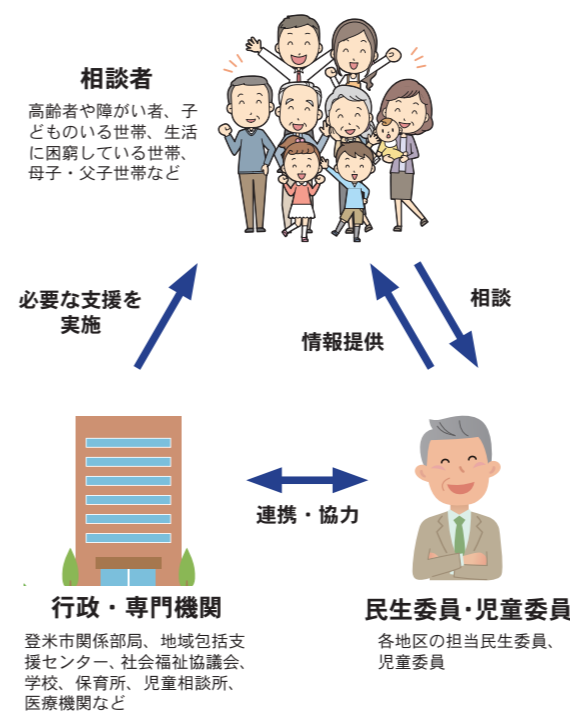 相談者
高齢者や障がい者、子
どものいる世帯、生活
に困窮している世帯、
母子・父子世帯など
必要な支援を
実施
情報提供
相談
連携・協力
行政・専門機関
登米市関係部局、地域包括支
援センター、社会福祉協議会、
学校、保育所、児童相談所、
医療機関など
民生委員・児童委員
各地区の担当民生委員、
児童委員